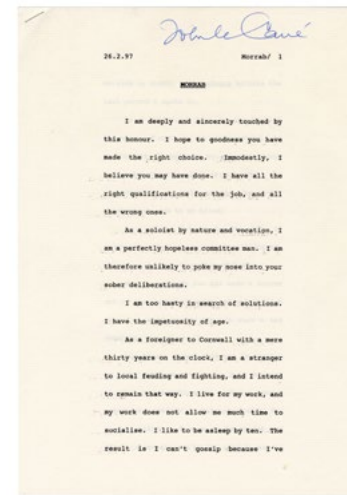 John le Carré
26.2.97 Morrab/ 1
MORRAB
I am deeply and sincerely touched by
this honour. I hope to goodness you have
made the right choice. Immodestly, I
believe you may have done. I have all the
right qualifications for the job, and all
the wrong ones.
As a soloist by nature and vocation, I
am a perfectly hopeless committee man. I am
therefore unlikely to poke my nose into your
sober deliberations.
I am too hasty in search of solutions.
I have the impetuosity of age.
As a foreigner to Cornwall with a mere
thirty years on the clock, I am a stranger
to local feuding and fighting, and I intend
to remain that way. I live for my work, and
my work does not allow me much time to
socialise. I like to be asleep by ten. The
result is I can't gossip because I've